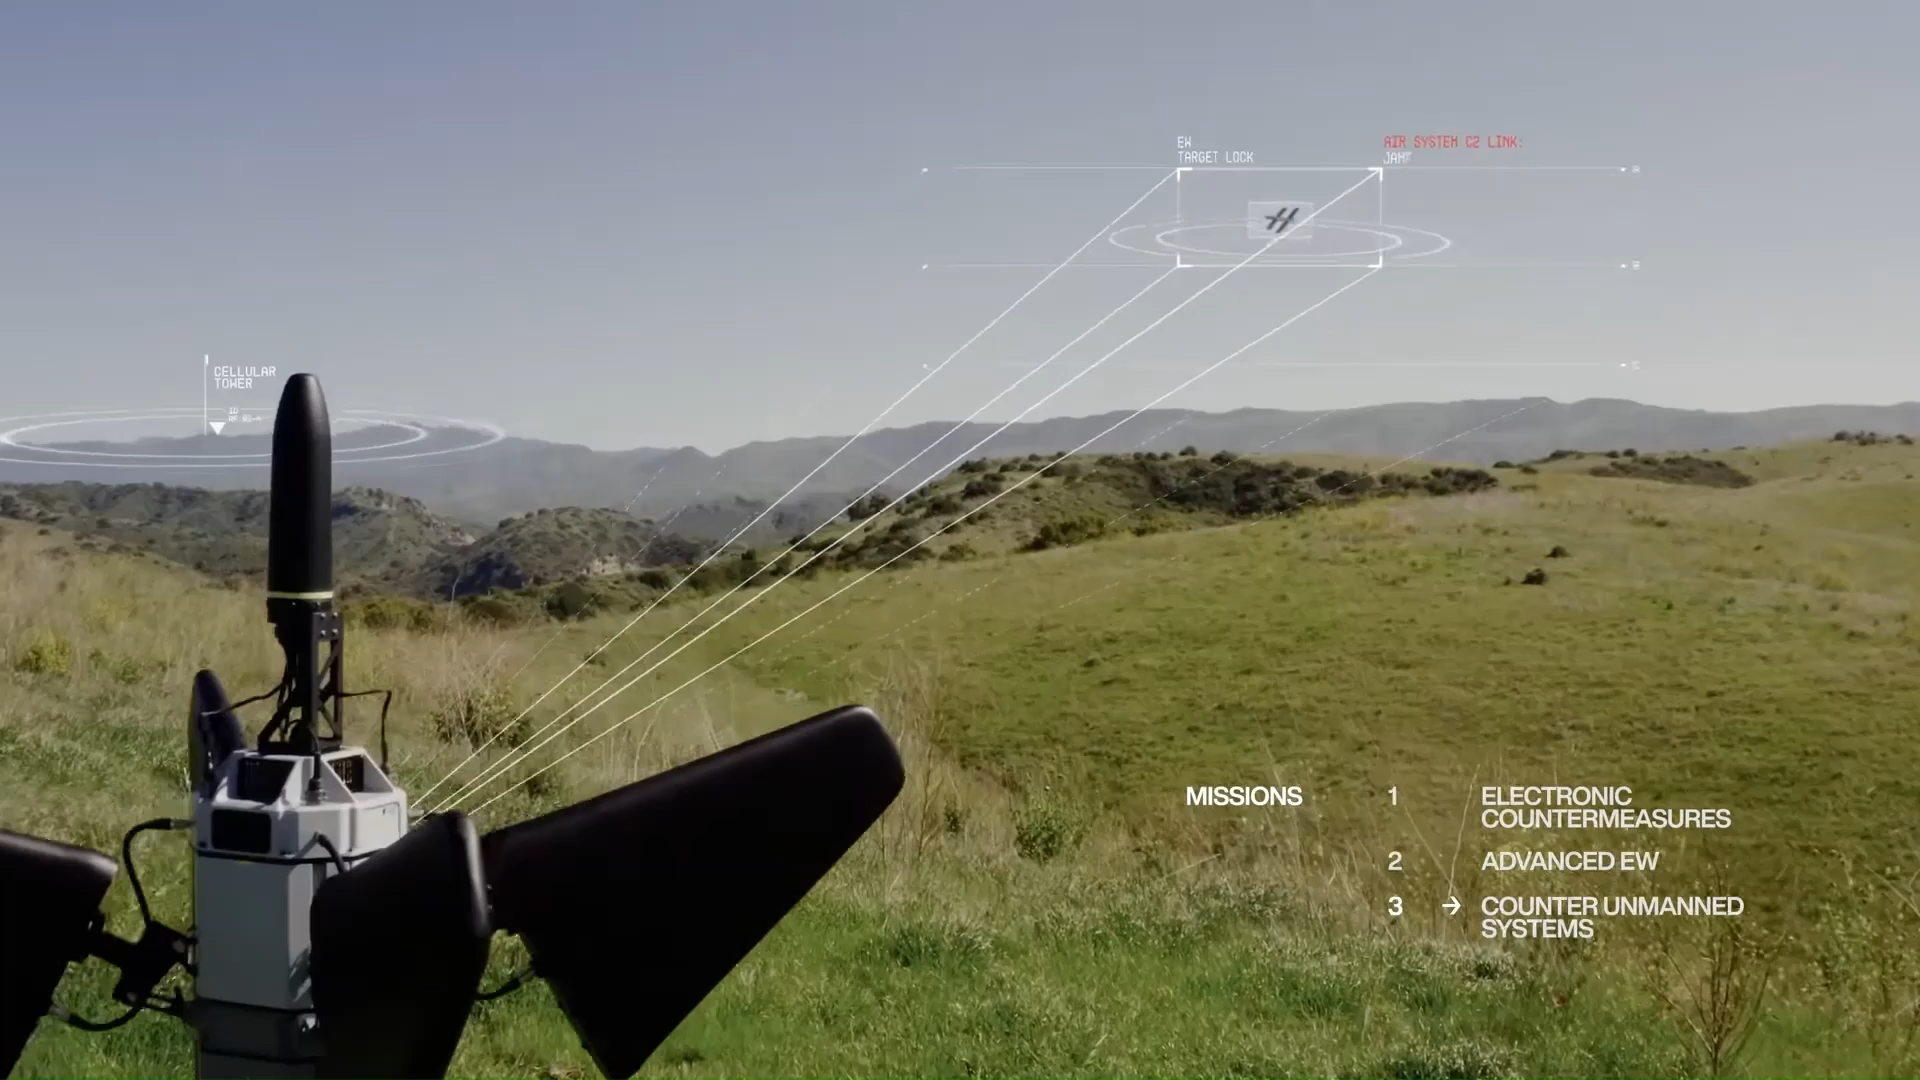 EW
TARGET LOCK
AIR SYSTEM C2 LINK:
CELLULAR
TOWER
MISSIONS
1
ELECTRONIC
COUNTERMEASURES
2
ADVANCED EW
3 → COUNTER UNMANNED
SYSTEMS